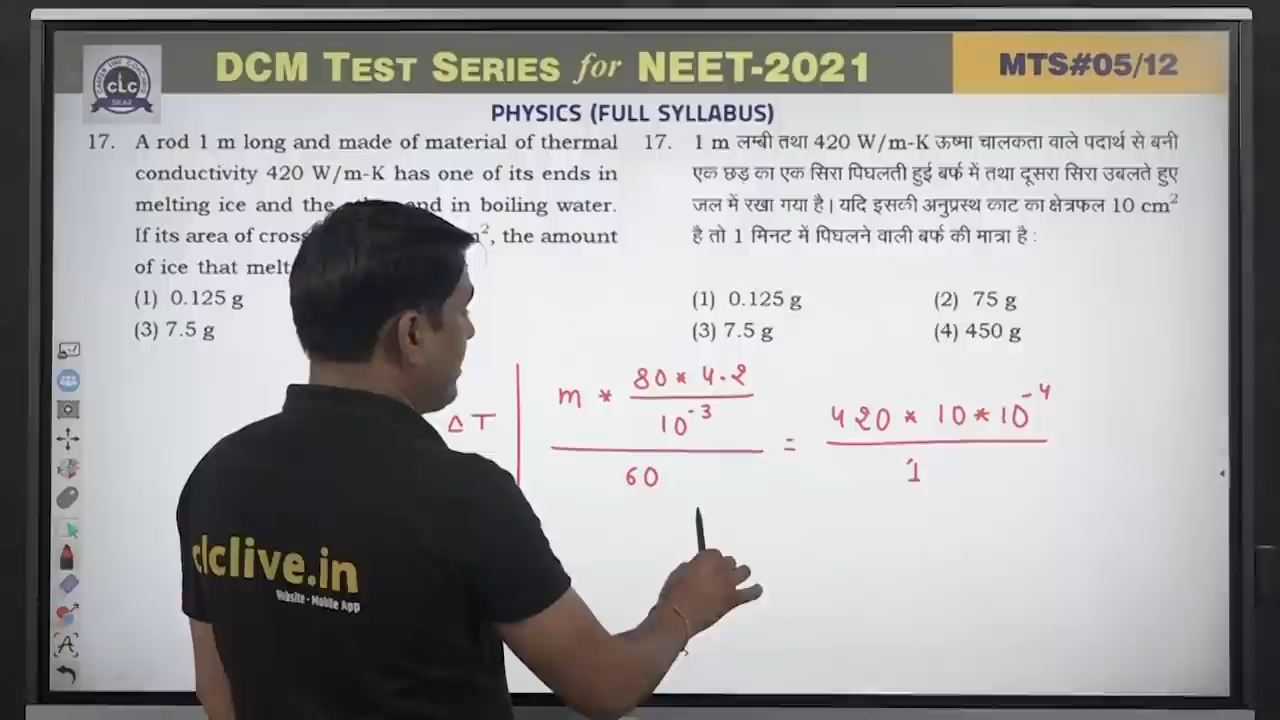 DCM TEST SERIES for NEET-2021
MTS#05/12
CLC
SIKAR
PHYSICS (FULL SYLLABUS)
17. A rod 1 m long and made of material of thermal
conductivity 420 W/m-K has one of its ends in
melting ice and the end in boiling water.
If its area of cross ², the amount
of ice that melt
(1) 0.125 g
(3) 7.5 g
17. 1 m लम्बी तथा 420 W/m-K ऊष्मा चालकता वाले पदार्थ से बनी
एक छड़ का एक सिरा पिघलती हुई बर्फ में तथा दूसरा सिरा उबलते हुए
जल में रखा गया है। यदि इसकी अनुप्रस्थ काट का क्षेत्रफल 10 cm²
है तो 1 मिनट में पिघलने वाली बर्फ की मात्रा है :
(1) 0.125 g (2) 75 g
(3) 7.5 g (4) 450 g
ΔT
m * 80 * 4.2
10⁻³
60
=
420 * 10 * 10⁻⁴
1
clclive.in
Website - Mobile App